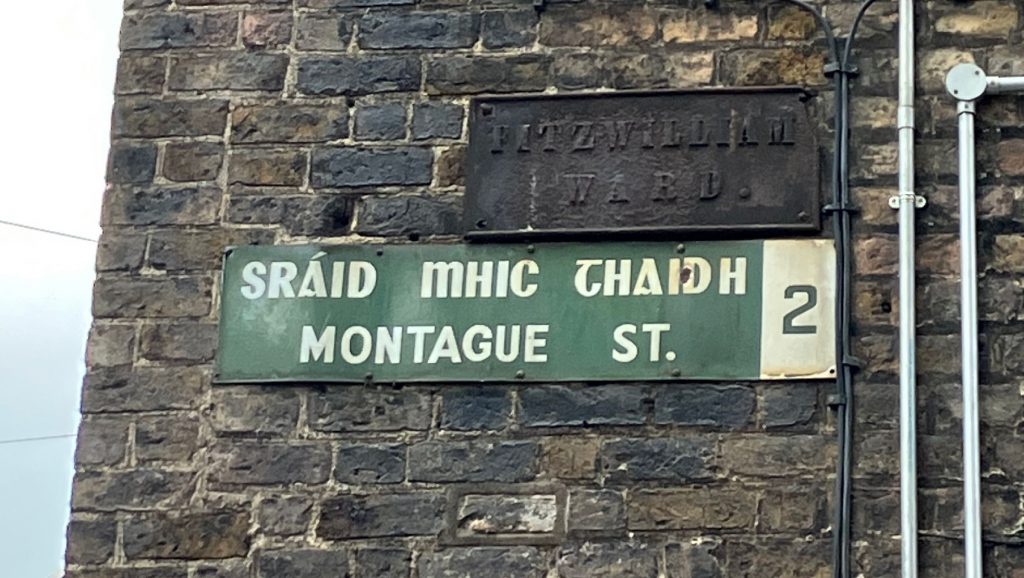 FITZWILLIAM
WARD.
SRÁID MHIC THAIDH
MONTAGUE ST.
2